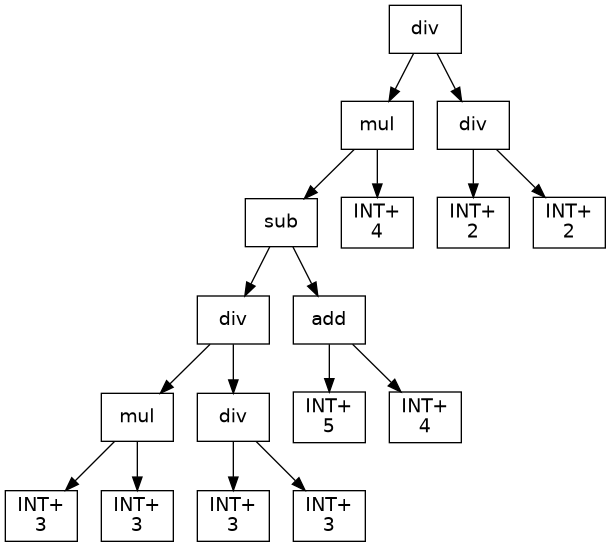 div
mul
div
sub
INT+
4
INT+
2
INT+
2
div
add
mul
div
INT+
5
INT+
4
INT+
3
INT+
3
INT+
3
INT+
3